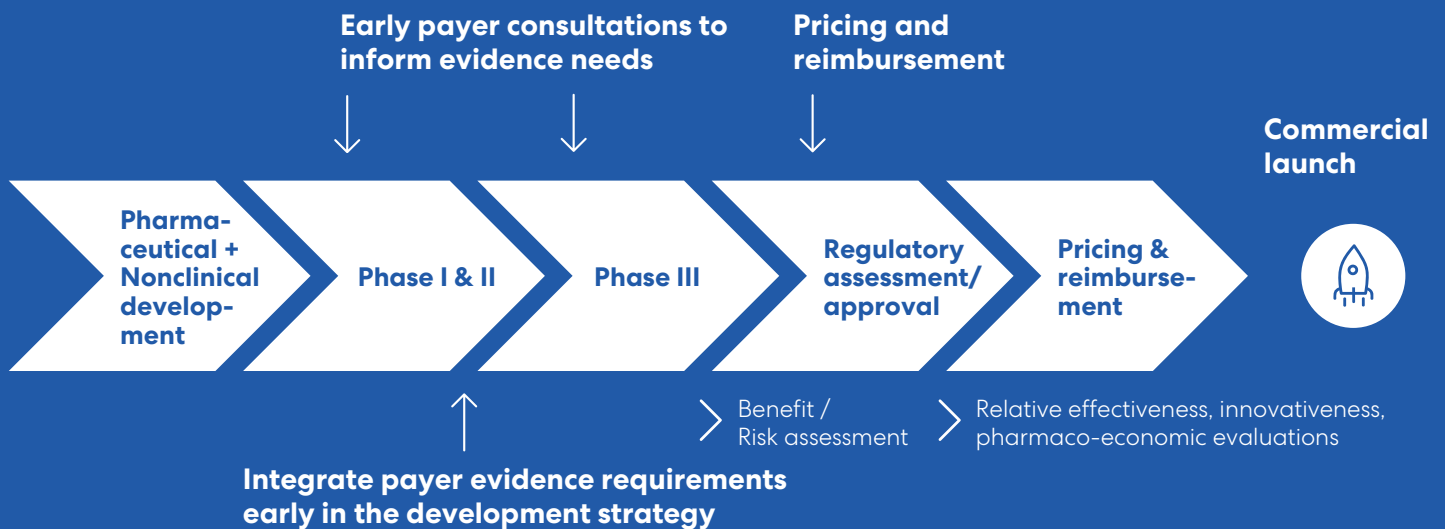 Early payer consultations to
inform evidence needs
Pricing and
reimbursement
Commercial
launch
Pharma-
ceutical +
Nonclinical
develop-
ment
Phase I & II
Phase III
Regulatory
assessment/
approval
Pricing &
reimburse-
ment
Benefit /
Risk assessment
Relative effectiveness, innovativeness,
pharmaco-economic evaluations
Integrate payer evidence requirements
early in the development strategy